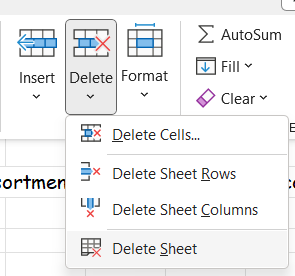 Insert
Delete
Format
AutoSum
Fill
Clear
Delete Cells...
Delete Sheet Rows
Delete Sheet Columns
Delete Sheet